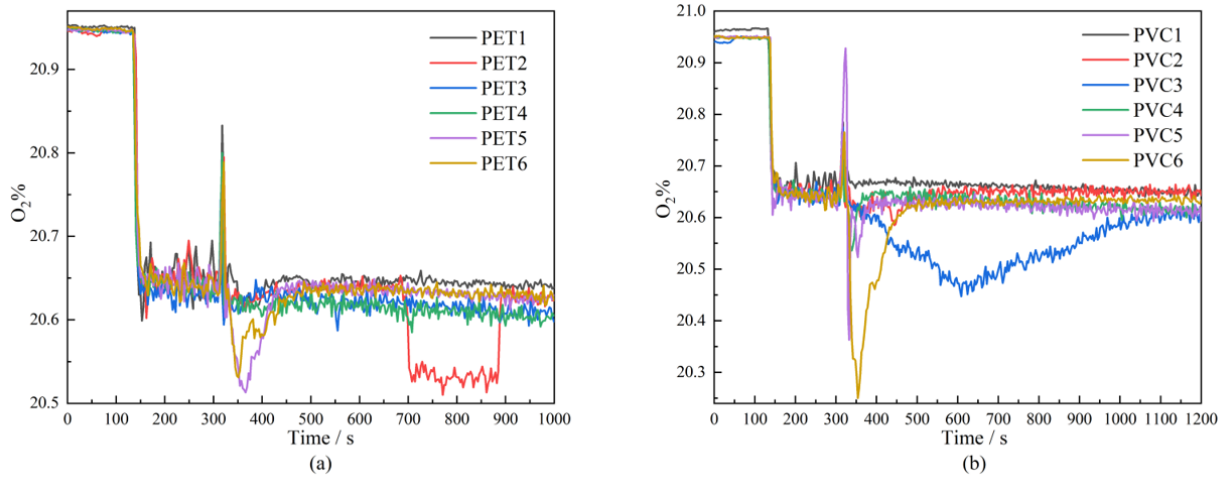 PET1
PET2
PET3
PET4
PET5
PET6
20.9
20.8
20.7
20.6
20.5
O2%
0 100 200 300 400 500 600 700 800 900 1000
Time / s
(a)
PVC1
PVC2
PVC3
PVC4
PVC5
PVC6
21.0
20.9
20.8
20.7
20.6
20.5
20.4
20.3
O2%
0 100 200 300 400 500 600 700 800 900 1000 1100 1200
Time / s
(b)